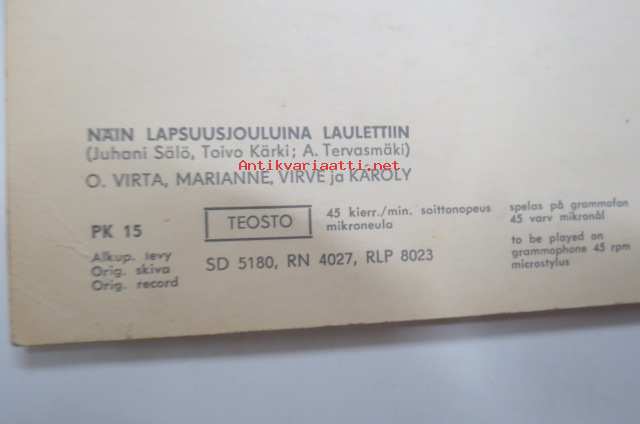 NÄIN LAPSUUSJOULUINA LAULETTIIN
(Juhani Sälö, Toivo Kärki; A. Tervasmäki)
Antikvariaatti.net
O. VIRTA, MARIANNE, VIRVE ja KAROLY
PK 15
TEOSTO
45 kierr./min. soittonopeus
mikroneula
spelas på grammofon
45 varv mikronål
Alkup. levy
Orig. skiva
Orig. record
SD 5180, RN 4027, RLP 8023
to be played on
grammophone 45 rpm
microstylus